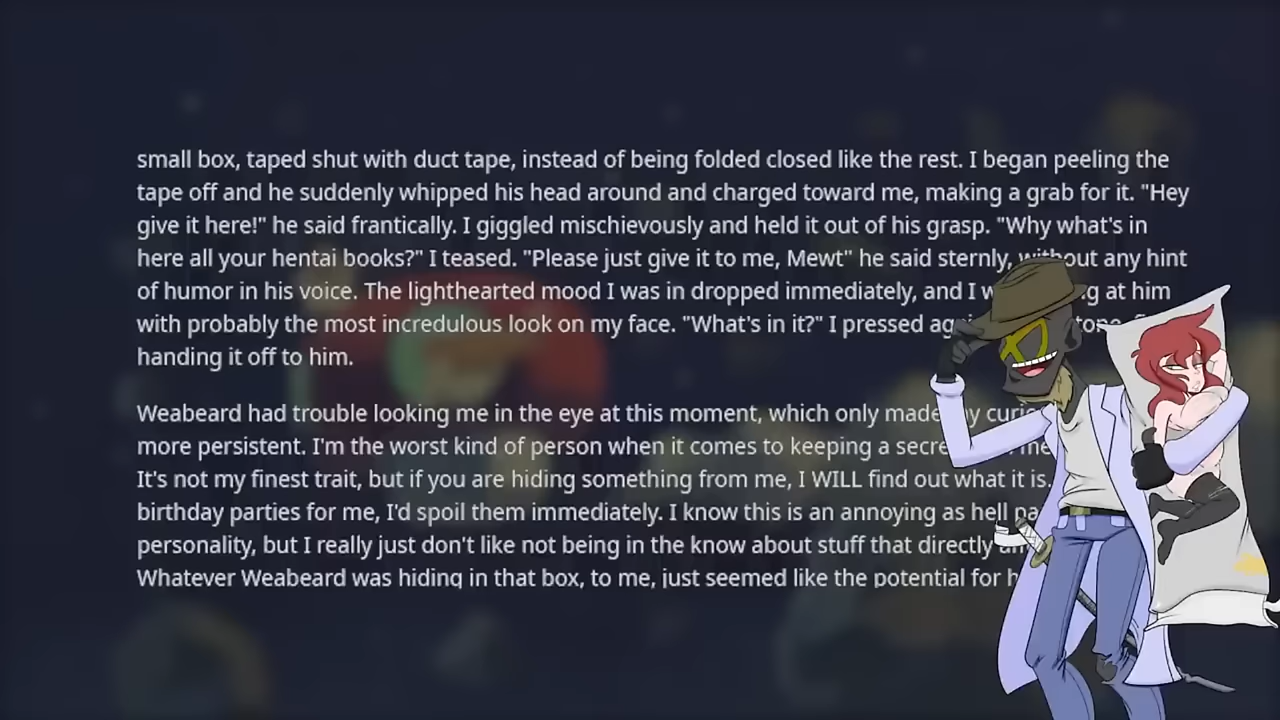 small box, taped shut with duct tape, instead of being folded closed like the rest. I began peeling the
tape off and he suddenly whipped his head around and charged toward me, making a grab for it. "Hey
give it here!" he said frantically. I giggled mischievously and held it out of his grasp. "Why what's in
here all your hentai books?" I teased. "Please just give it to me, Mewt" he said sternly, without any hint
of humor in his voice. The lighthearted mood I was in dropped immediately, and I at him
with probably the most incredulous look on my face. "What's in it?" I pressed
handing it off to him.
Weabeard had trouble looking me in the eye at this moment, which only made my
more persistent. I'm the worst kind of person when it comes to keeping a
It's not my finest trait, but if you are hiding something from me, I WILL find out what it is.
birthday parties for me, I'd spoil them immediately. I know this is an annoying as hell
personality, but I really just don't like not being in the know about stuff that directly
Whatever Weabeard was hiding in that box, to me, just seemed like the potential for